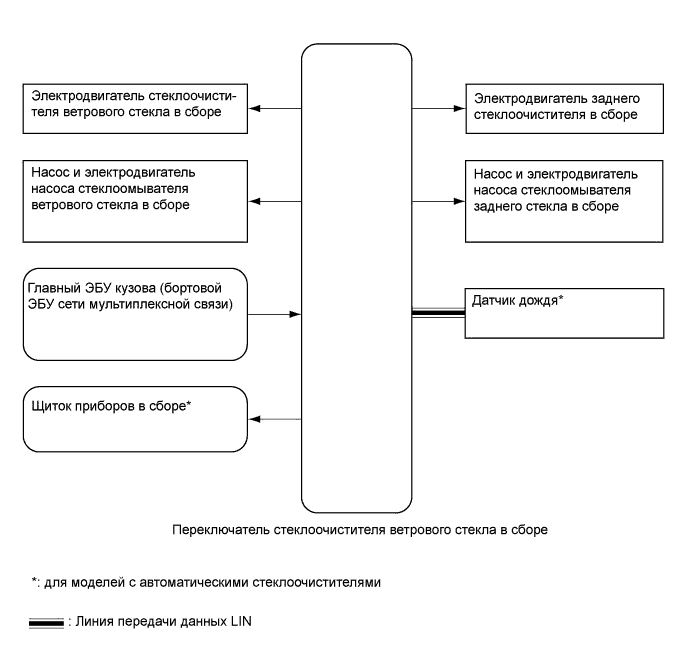 Электродвигатель стеклоочисти-
теля ветрового стекла в сборе
Электродвигатель заднего
стеклоочистителя в сборе
Насос и электродвигатель
насоса стеклоомывателя
ветрового стекла в сборе
Насос и электродвигатель
насоса стеклоомывателя
заднего стекла в сборе
Главный ЭБУ кузова (бортовой
ЭБУ сети мультиплексной связи)
Датчик дождя*
Щиток приборов в сборе*
Переключатель стеклоочистителя ветрового стекла в сборе
*: для моделей с автоматическими стеклоочистителями
: Линия передачи данных LIN